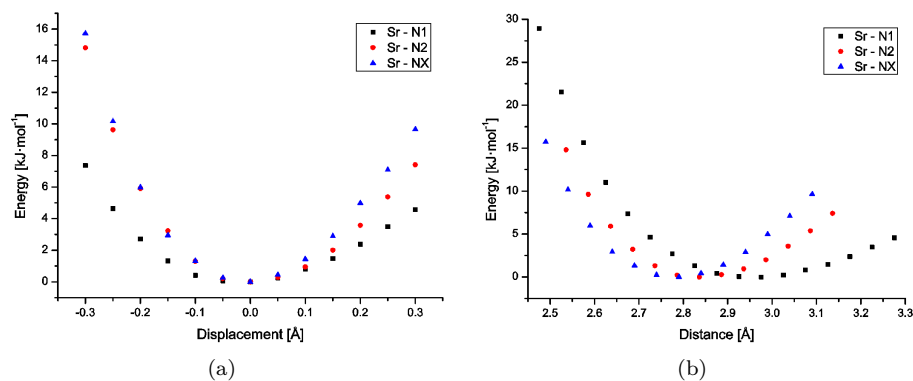 16
14
12
10
8
6
4
2
0
Energy [kJ·mol⁻¹]
-0.3
-0.2
-0.1
0.0
0.1
0.2
0.3
Displacement [Å]
Sr - N1
Sr - N2
Sr - NX
(a)
30
25
20
15
10
5
0
Energy [kJ·mol⁻¹]
2.5
2.6
2.7
2.8
2.9
3.0
3.1
3.2
3.3
Distance [Å]
Sr - N1
Sr - N2
Sr - NX
(b)